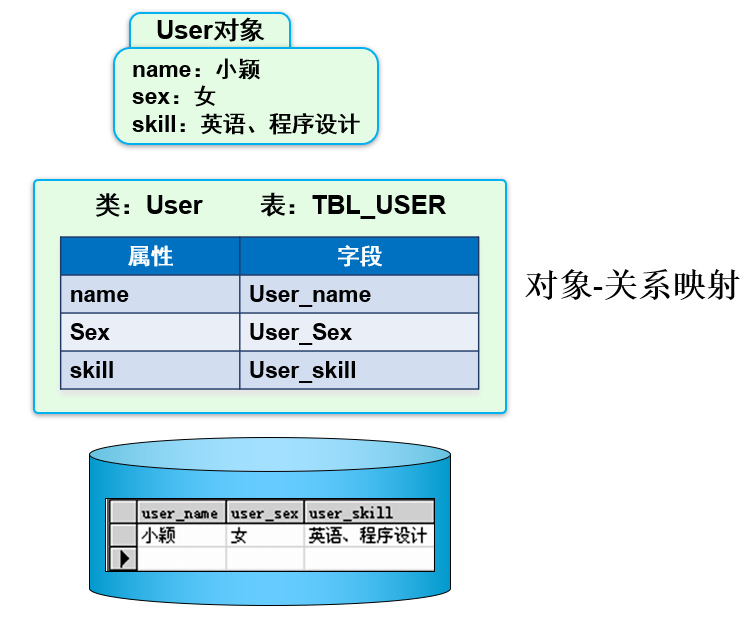 User对象
name：小颖
sex：女
skill：英语、程序设计
类：User 表：TBL_USER
属性 字段
name User_name
Sex User_Sex
skill User_skill
对象-关系映射
user_name user_sex user_skill
小颖 女 英语、程序设计